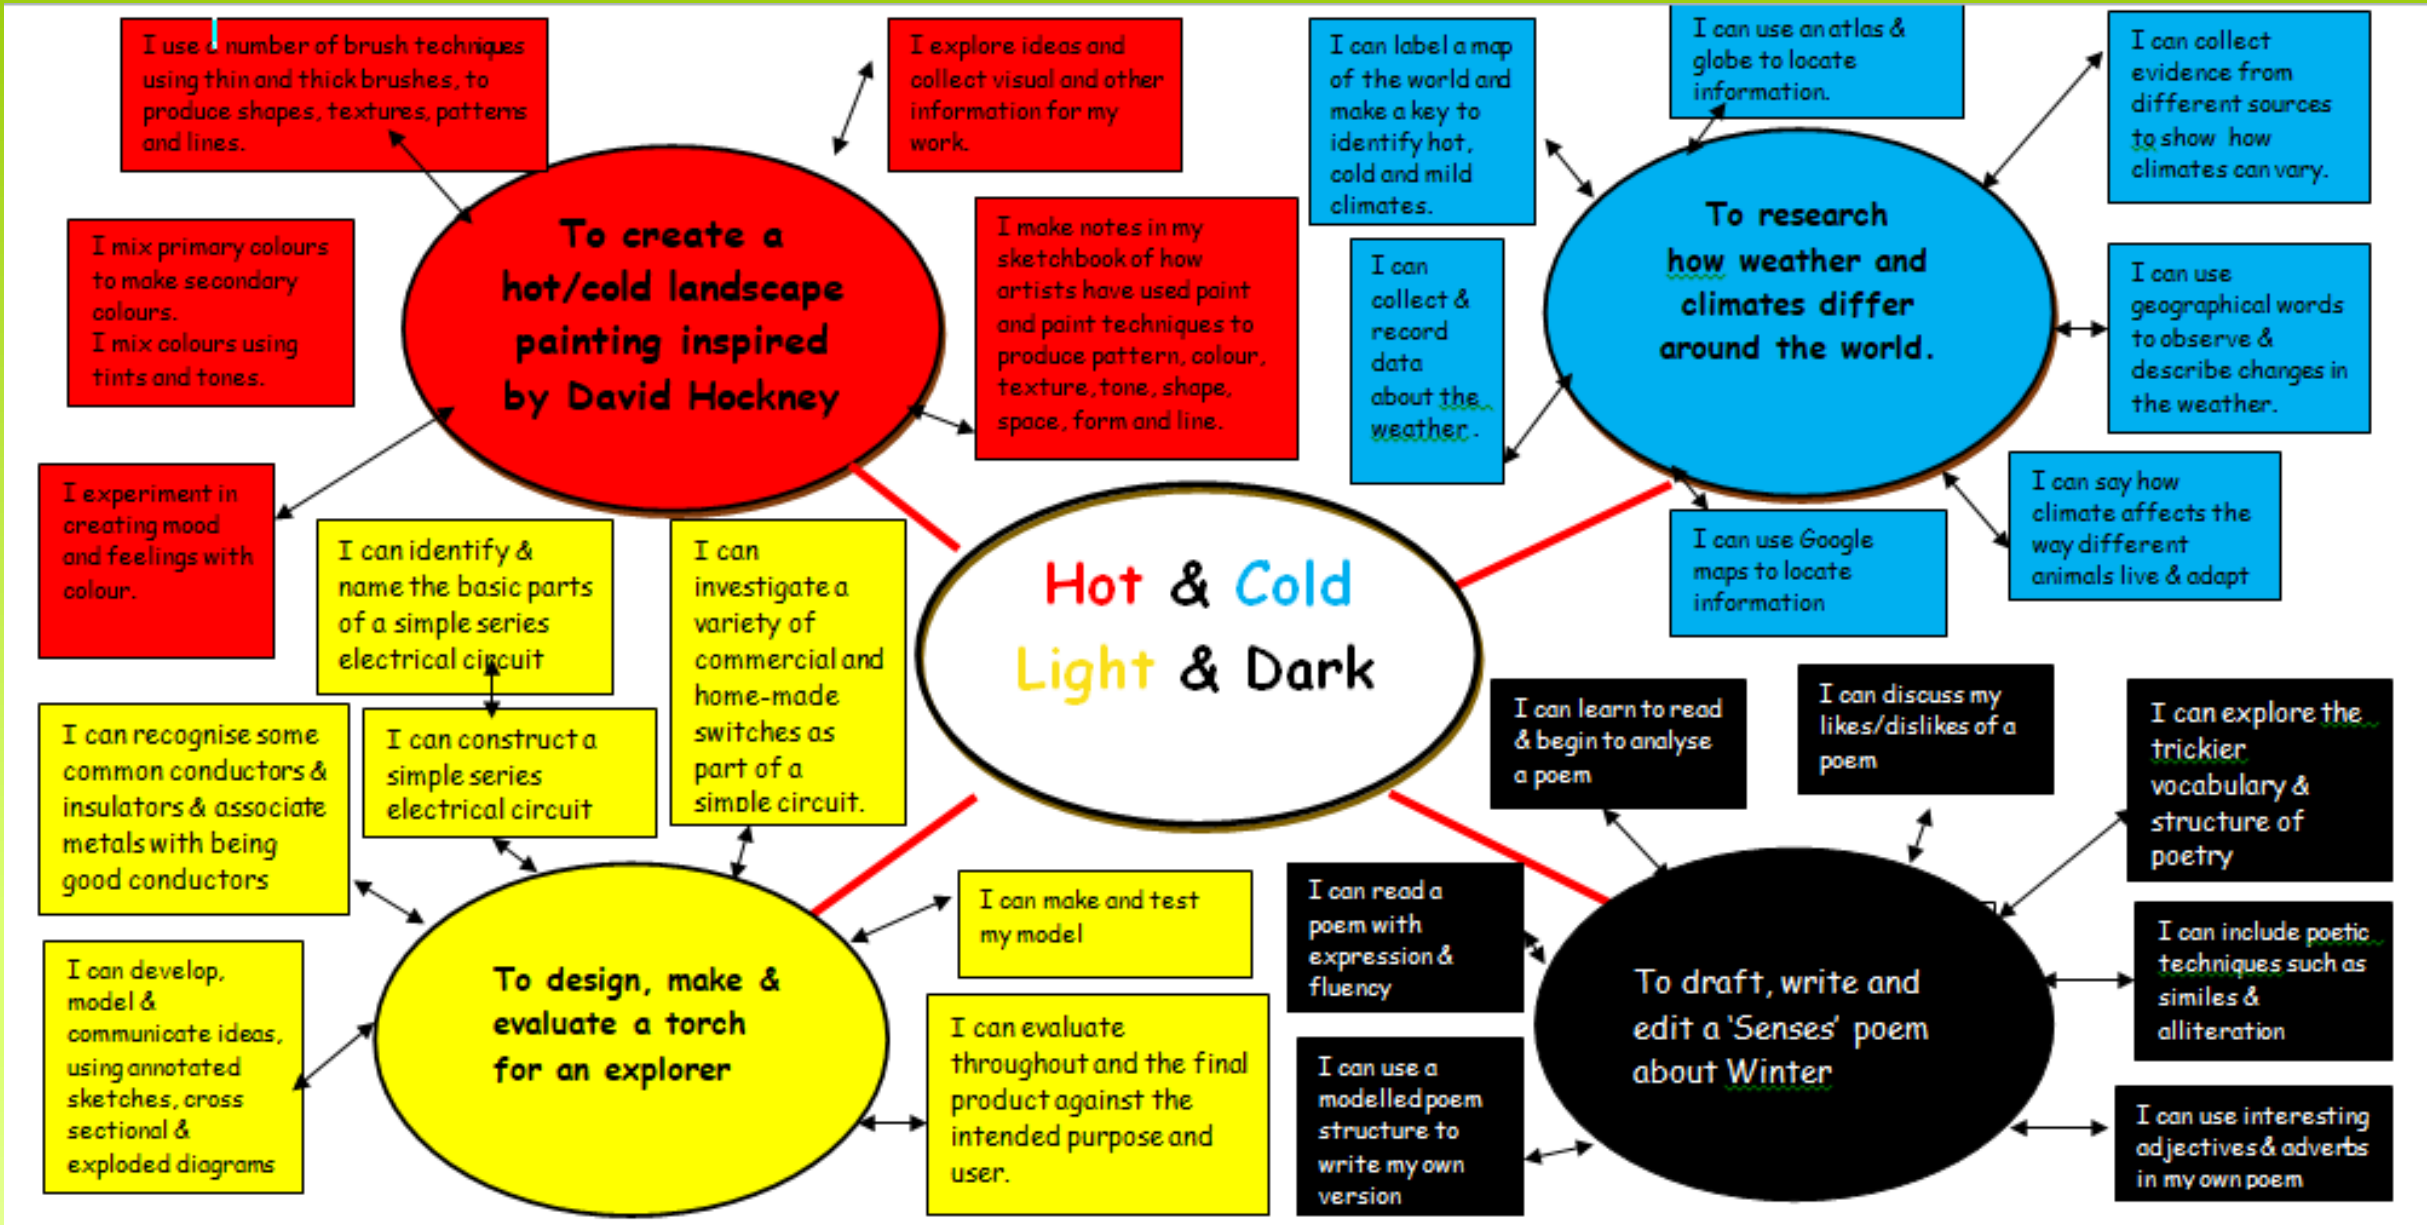 I use a number of brush techniques
using thin and thick brushes, to
produce shapes, textures, patterns
and lines.
I explore ideas and
collect visual and other
information for my
work.
I mix primary colours
to make secondary
colours.
I mix colours using
tints and tones.
To create a
hot/cold landscape
painting inspired
by David Hockney
I make notes in my
sketchbook of how
artists have used paint
and paint techniques to
produce pattern, colour,
texture, tone, shape,
space, form and line.
I experiment in
creating mood
and feelings with
colour.
I can label a map
of the world and
make a key to
identify hot,
cold and mild
climates.
I can use an atlas &
globe to locate
information.
I can collect
evidence from
different sources
to show how
climates can vary.
I can
collect &
record
data
about the
weather.
To research
how weather and
climates differ
around the world.
I can use
geographical words
to observe &
describe changes in
the weather.
I can use Google
maps to locate
information
I can say how
climate affects the
way different
animals live & adapt
Hot & Cold
Light & Dark
I can identify &
name the basic parts
of a simple series
electrical circuit
I can
investigate a
variety of
commercial and
home-made
switches as
part of a
simple circuit.
I can recognise some
common conductors &
insulators & associate
metals with being
good conductors
I can construct a
simple series
electrical circuit
I can develop,
model &
communicate ideas,
using annotated
sketches, cross
sectional &
exploded diagrams
To design, make &
evaluate a torch
for an explorer
I can make and test
my model
I can evaluate
throughout and the final
product against the
intended purpose and
user.
I can learn to read
& begin to analyse
a poem
I can discuss my
likes/dislikes of a
poem
I can explore the
trickier
vocabulary &
structure of
poetry
I can read a
poem with
expression &
fluency
To draft, write and
edit a ‘Senses’ poem
about Winter
I can include poetic
techniques such as
similes &
alliteration
I can use a
modelled poem
structure to
write my own
version
I can use interesting
adjectives & adverbs
in my own poem